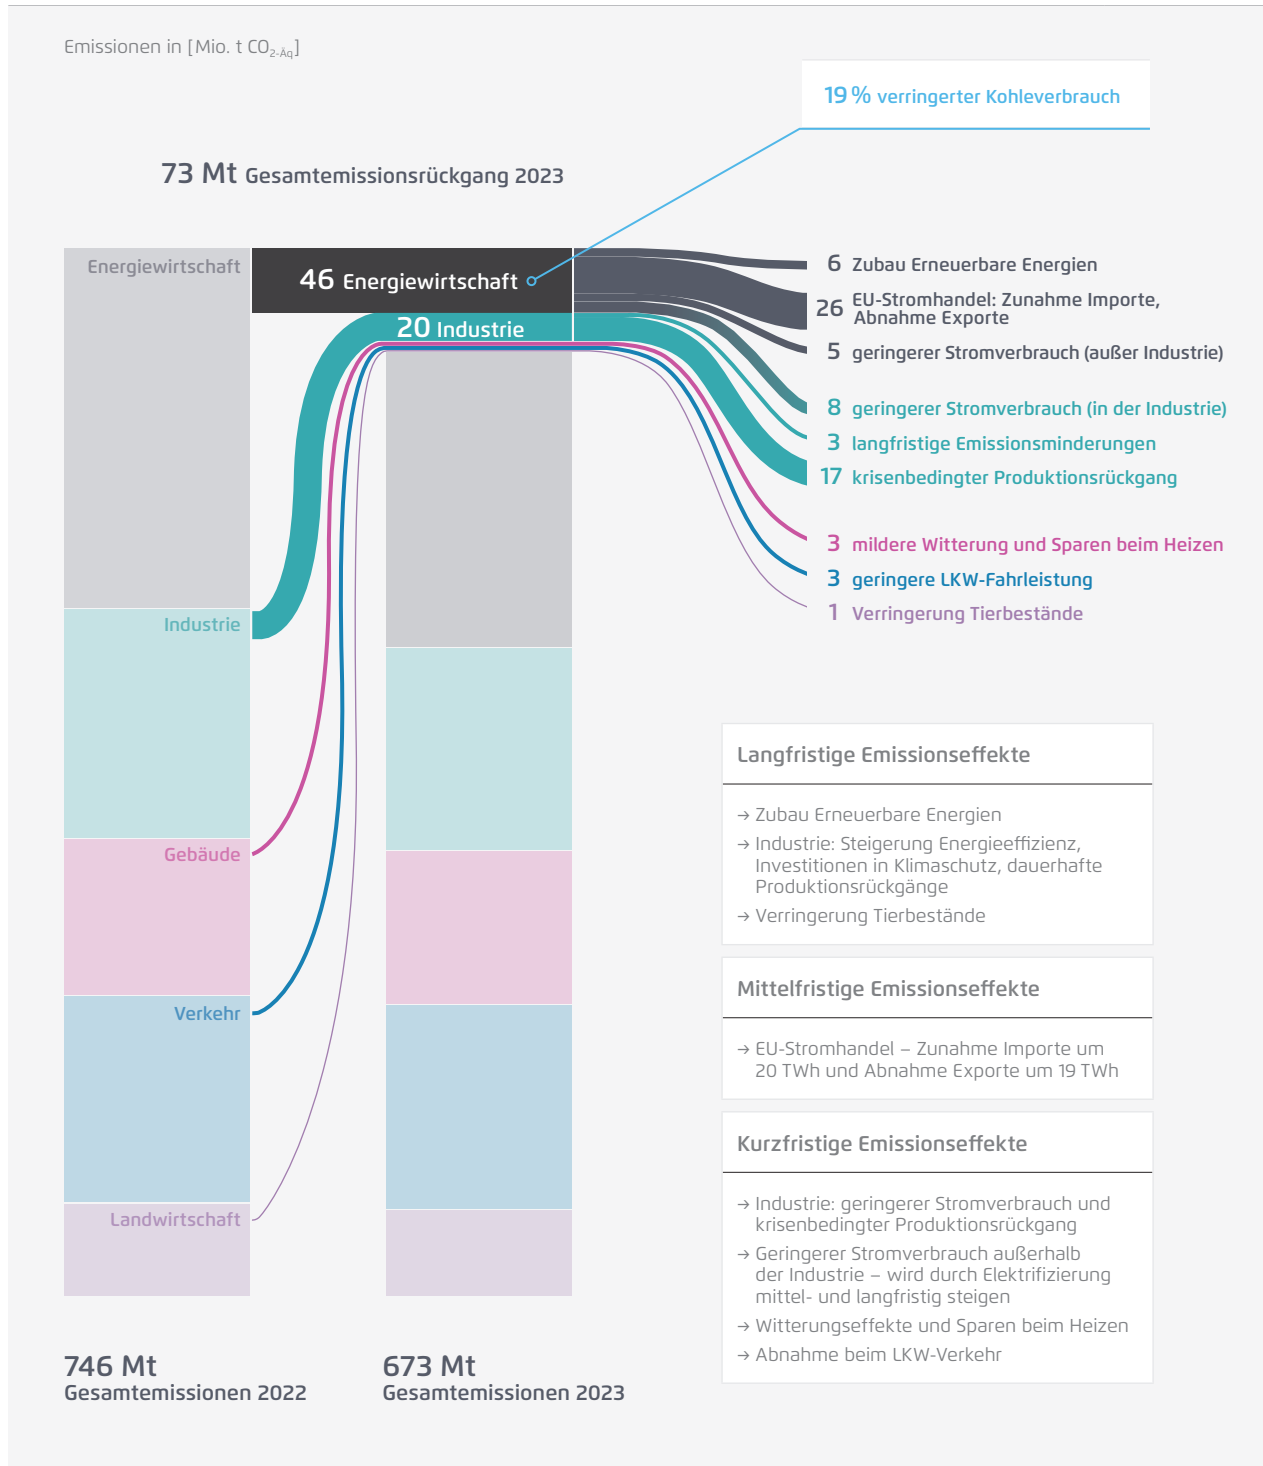 Emissionen in [Mio. t CO2-Äq]
19 % verringerter Kohleverbrauch
73 Mt Gesamtemissionsrückgang 2023
Energiewirtschaft
46 Energiewirtschaft
20 Industrie
6 Zubau Erneuerbare Energien
26 EU-Stromhandel: Zunahme Importe,
Abnahme Exporte
5 geringerer Stromverbrauch (außer Industrie)
8 geringerer Stromverbrauch (in der Industrie)
3 langfristige Emissionsminderungen
17 krisenbedingter Produktionsrückgang
3 mildere Witterung und Sparen beim Heizen
3 geringere LKW-Fahrleistung
1 Verringerung Tierbestände
Industrie
Gebäude
Verkehr
Landwirtschaft
Langfristige Emissionseffekte
→ Zubau Erneuerbare Energien
→ Industrie: Steigerung Energieeffizienz,
Investitionen in Klimaschutz, dauerhafte
Produktionsrückgänge
→ Verringerung Tierbestände
Mittelfristige Emissionseffekte
→ EU-Stromhandel – Zunahme Importe um
20 TWh und Abnahme Exporte um 19 TWh
Kurzfristige Emissionseffekte
→ Industrie: geringerer Stromverbrauch und
krisenbedingter Produktionsrückgang
→ Geringerer Stromverbrauch außerhalb
der Industrie – wird durch Elektrifizierung
mittel- und langfristig steigen
→ Witterungseffekte und Sparen beim Heizen
→ Abnahme beim LKW-Verkehr
746 Mt
Gesamtemissionen 2022
673 Mt
Gesamtemissionen 2023